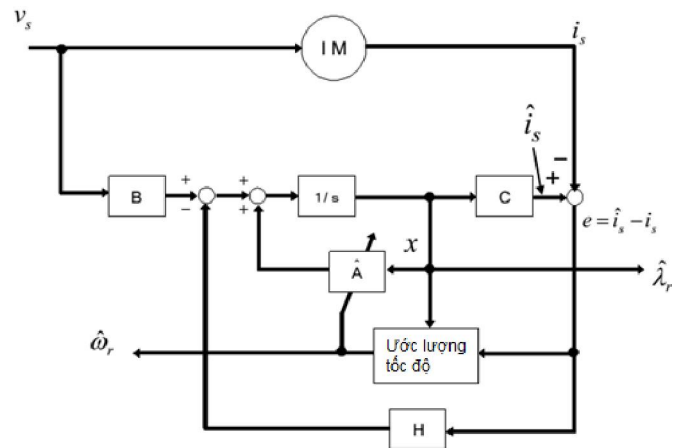 v_s
I M
i_s
î_s
−
+
B
+
−
+
+
1/s
C
e = î_s − i_s
x
Â
λ̂_r
ω̂_r
Ước lượng
tốc độ
H